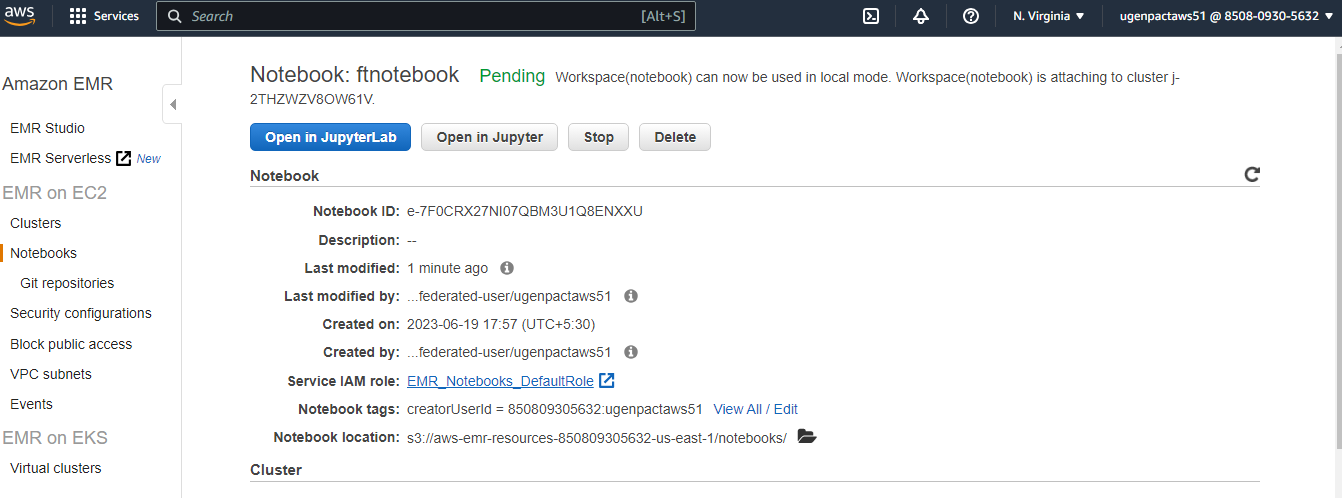 aws
Services
Search [Alt+S]
N. Virginia
ugenpactaws51 @ 8508-0930-5632
Amazon EMR
EMR Studio
EMR Serverless New
EMR on EC2
Clusters
Notebooks
Git repositories
Security configurations
Block public access
VPC subnets
Events
EMR on EKS
Virtual clusters
Notebook: ftnotebook Pending Workspace(notebook) can now be used in local mode. Workspace(notebook) is attaching to cluster j-
2THZWZV8OW61V.
Open in JupyterLab Open in Jupyter Stop Delete
Notebook
Notebook ID: e-7F0CRX27NI07QBM3U1Q8ENXXU
Description: --
Last modified: 1 minute ago
Last modified by: ...federated-user/ugenpactaws51
Created on: 2023-06-19 17:57 (UTC+5:30)
Created by: ...federated-user/ugenpactaws51
Service IAM role: EMR_Notebooks_DefaultRole
Notebook tags: creatorUserId = 850809305632:ugenpactaws51 View All / Edit
Notebook location: s3://aws-emr-resources-850809305632-us-east-1/notebooks/
Cluster